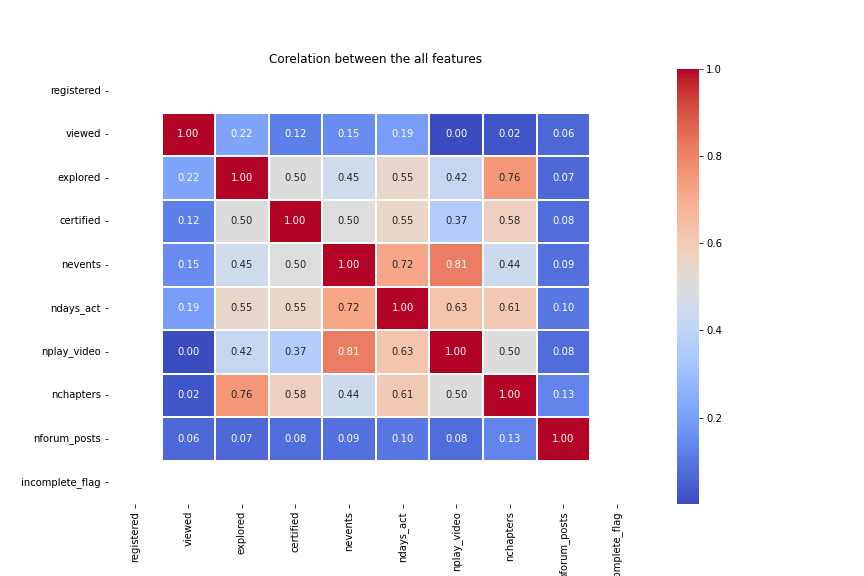 Corelation between the all features
registered
viewed 1.00 0.22 0.12 0.15 0.19 0.00 0.02 0.06
explored 0.22 1.00 0.50 0.45 0.55 0.42 0.76 0.07
certified 0.12 0.50 1.00 0.50 0.55 0.37 0.58 0.08
nevents 0.15 0.45 0.50 1.00 0.72 0.81 0.44 0.09
ndays_act 0.19 0.55 0.55 0.72 1.00 0.63 0.61 0.10
nplay_video 0.00 0.42 0.37 0.81 0.63 1.00 0.50 0.08
nchapters 0.02 0.76 0.58 0.44 0.61 0.50 1.00 0.13
nforum_posts 0.06 0.07 0.08 0.09 0.10 0.08 0.13 1.00
incomplete_flag
registered
viewed
explored
certified
nevents
ndays_act
nplay_video
nchapters
nforum_posts
omplete_flag
1.0
0.8
0.6
0.4
0.2